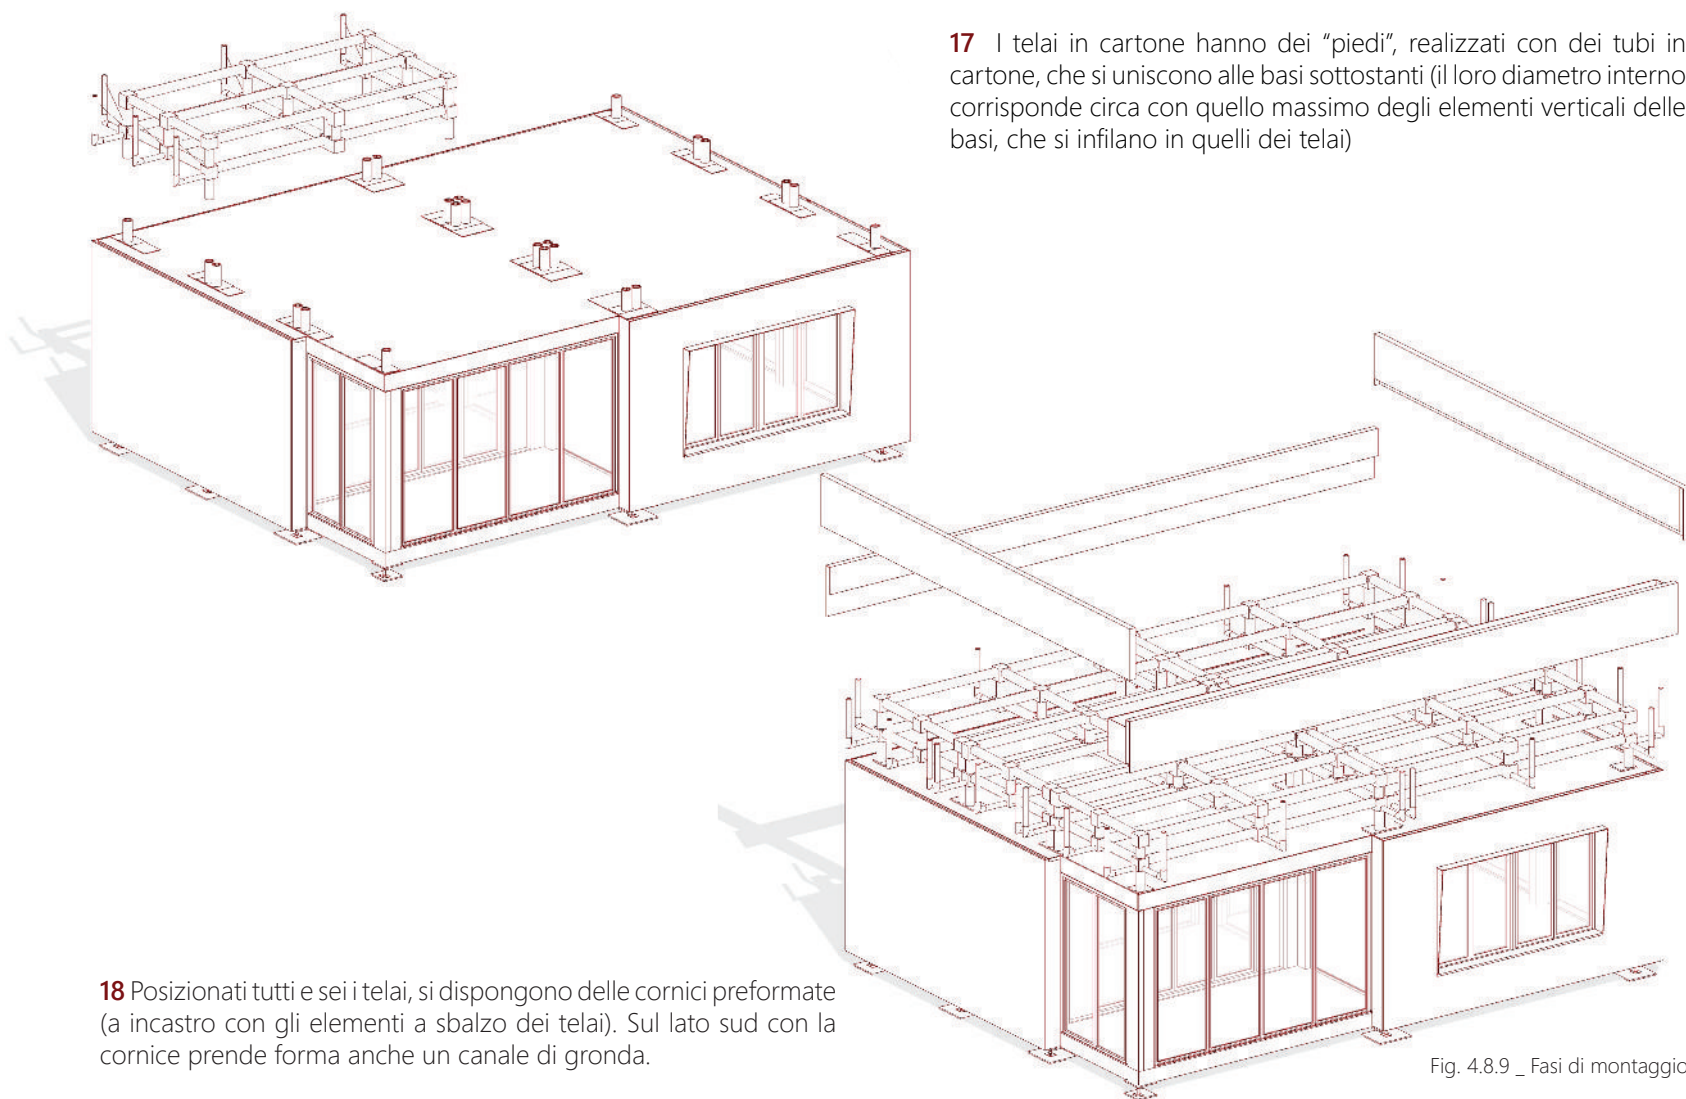 17 I telai in cartone hanno dei “piedi”, realizzati con dei tubi in
cartone, che si uniscono alle basi sottostanti (il loro diametro interno
corrisponde circa con quello massimo degli elementi verticali delle
basi, che si infilano in quelli dei telai)
18 Posizionati tutti e sei i telai, si dispongono delle cornici preformate
(a incastro con gli elementi a sbalzo dei telai). Sul lato sud con la
cornice prende forma anche un canale di gronda.
Fig. 4.8.9 _ Fasi di montaggio